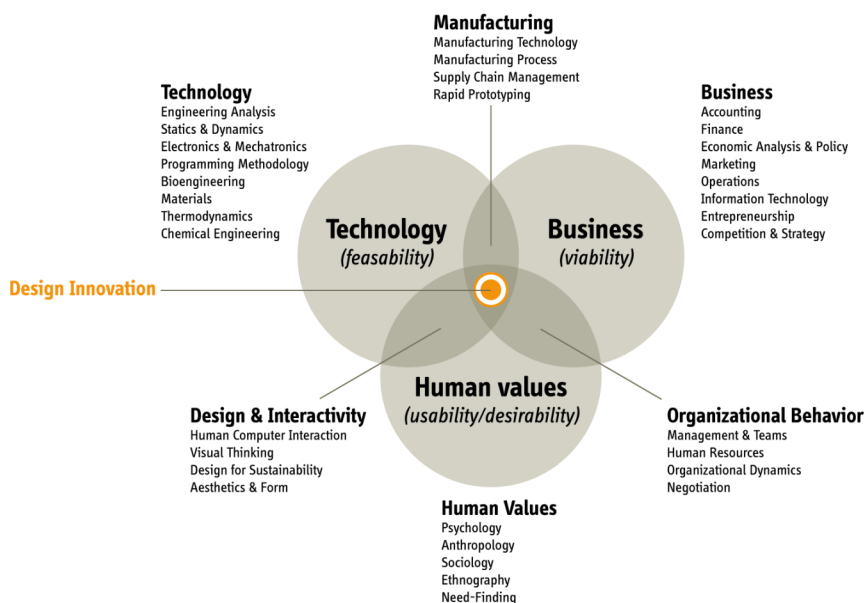 Manufacturing
Manufacturing Technology
Manufacturing Process
Supply Chain Management
Rapid Prototyping
Technology
Engineering Analysis
Statics & Dynamics
Electronics & Mechatronics
Programming Methodology
Bioengineering
Materials
Thermodynamics
Chemical Engineering
Business
Accounting
Finance
Economic Analysis & Policy
Marketing
Operations
Information Technology
Entrepreneurship
Competition & Strategy
Technology
(feasability)
Business
(viability)
Design Innovation
Human values
(usability/desirability)
Design & Interactivity
Human Computer Interaction
Visual Thinking
Design for Sustainability
Aesthetics & Form
Organizational Behavior
Management & Teams
Human Resources
Organizational Dynamics
Negotiation
Human Values
Psychology
Anthropology
Sociology
Ethnography
Need-Finding